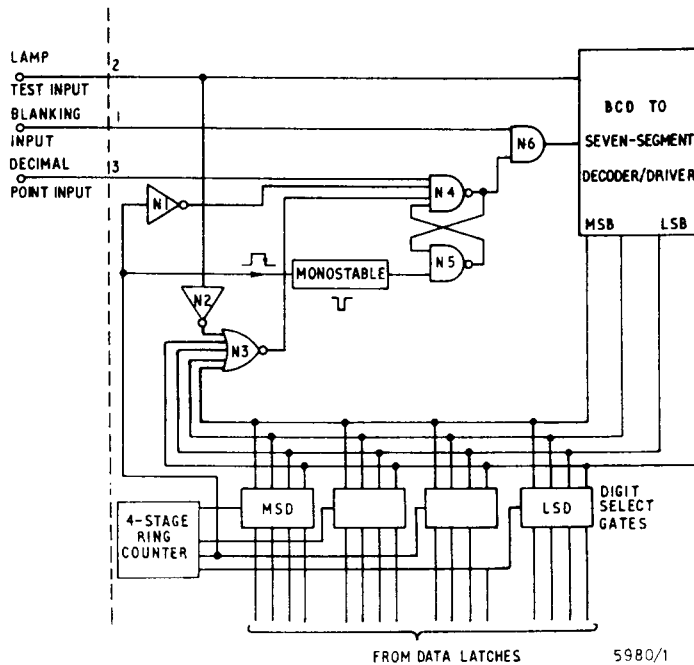 LAMP
TEST INPUT
2
BLANKING
INPUT
1
DECIMAL
POINT INPUT
3
BCD TO
SEVEN-SEGMENT
DECODER/DRIVER
MSB LSB
N6
N4
N1
N5
MONOSTABLE
N2
N3
MSD
LSD
DIGIT
SELECT
GATES
4-STAGE
RING
COUNTER
FROM DATA LATCHES
5980/1